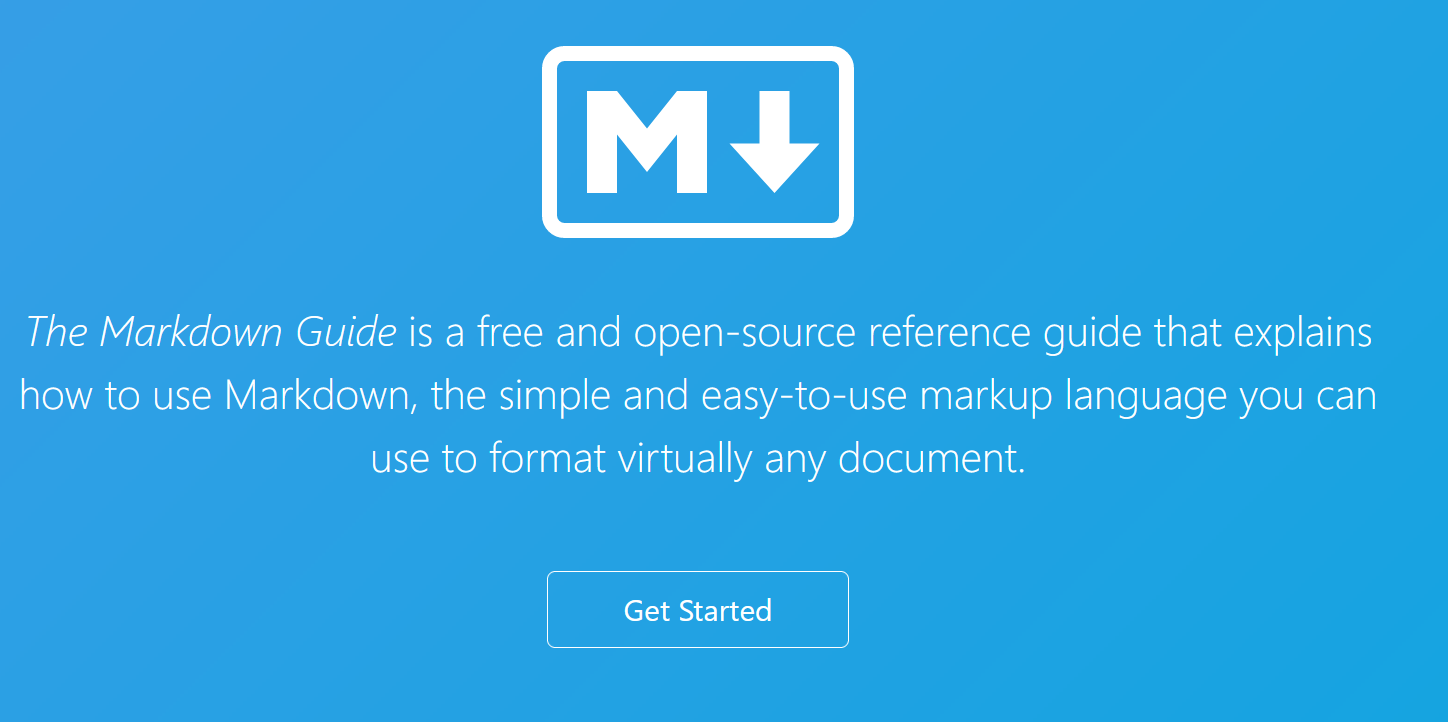 M
The Markdown Guide is a free and open-source reference guide that explains
how to use Markdown, the simple and easy-to-use markup language you can
use to format virtually any document.
Get Started